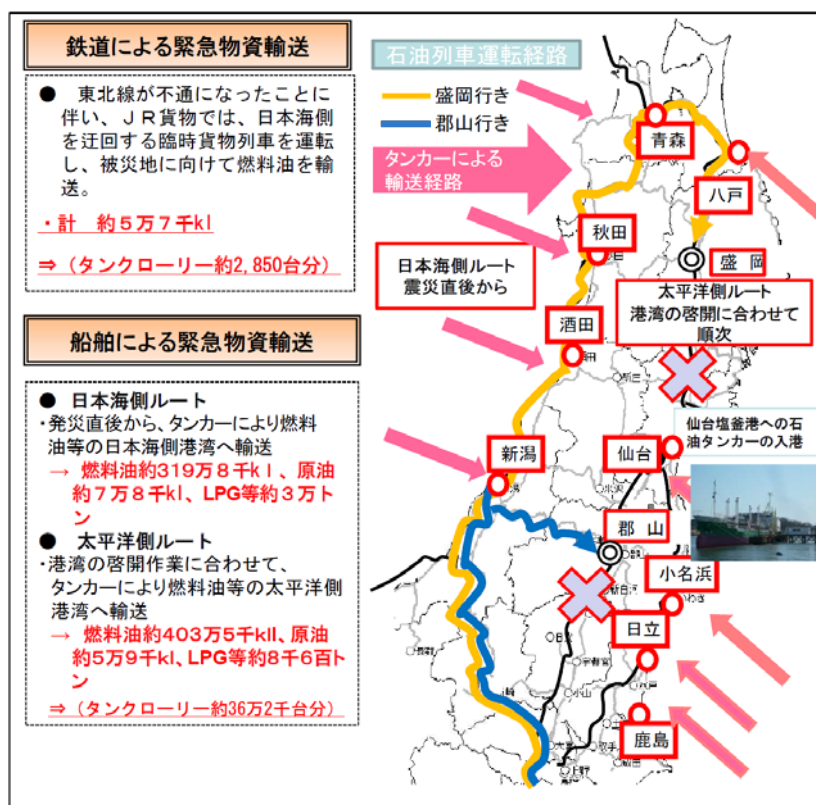 鉄道による緊急物資輸送
● 東北線が不通になったことに
伴い、ＪＲ貨物では、日本海側
を迂回する臨時貨物列車を運転
し、被災地に向けて燃料油を輸
送。
・計 約５万７千kl
⇒（タンクローリー約2,850台分）
船舶による緊急物資輸送
● 日本海側ルート
・発災直後から、タンカーにより燃料
油等の日本海側港湾へ輸送
→ 燃料油約319万８千kｌ、原油
約７万８千kl、LPG等約３万ト
ン
● 太平洋側ルート
・港湾の啓開作業に合わせて、
タンカーにより燃料油等の太平洋側
港湾へ輸送
→ 燃料油約403万５千kll、原油
約５万９千kl、LPG等約８千６百ト
ン
⇒（タンクローリー約36万２千台分）
石油列車運転経路
盛岡行き
郡山行き
タンカーによる
輸送経路
青森
八戸
秋田
盛 岡
日本海側ルート
震災直後から
太平洋側ルート
港湾の啓開に合わせて
順次
酒田
仙台塩釜港への石
油タンカーの入港
新潟
仙台
郡 山
小名浜
新白河
日立
宇都宮
水戸
小山
鹿島
大宮
取手
上野